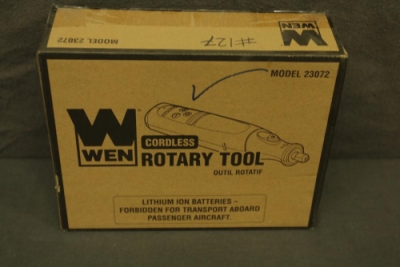 MODEL 23072
#127
WEN
MODEL 23072
WEN
CORDLESS
ROTARY TOOL
OUTIL ROTATIF
LITHIUM ION BATTERIES –
FORBIDDEN FOR TRANSPORT ABOARD
PASSENGER AIRCRAFT.